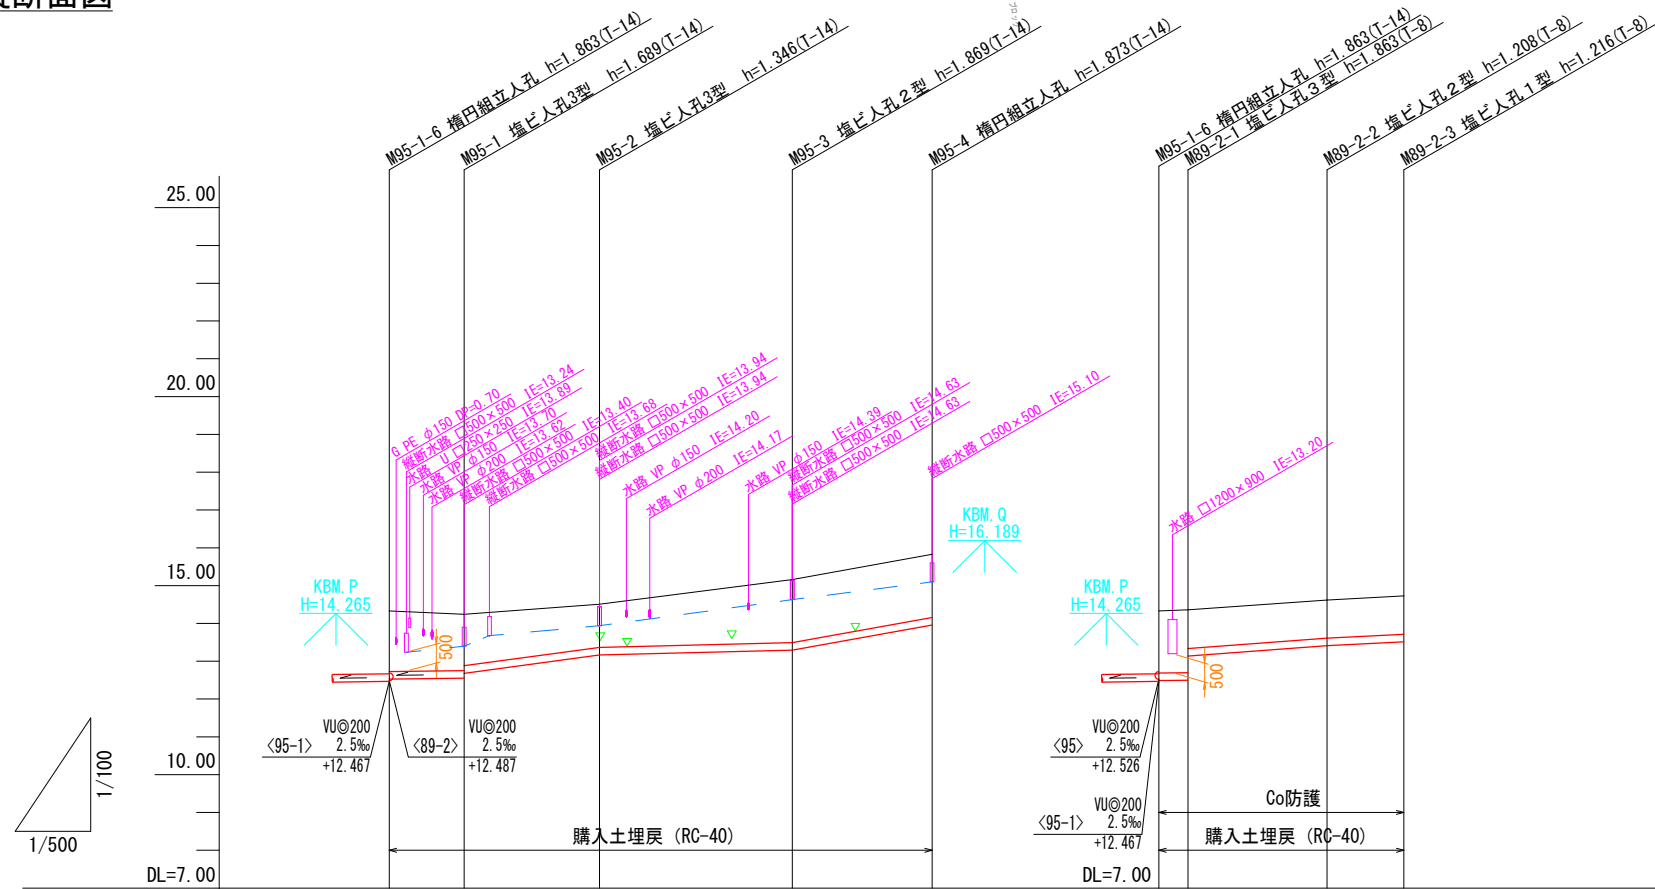 断面図
M95-1-6 楕円組立人孔 h=1.863(T-14)
M95-1 塩ビ人孔3型 h=1.689(T-14)
M95-2 塩ビ人孔3型 h=1.346(T-14)
M95-3 塩ビ人孔2型 h=1.869(T-14)
M95-4 楕円組立人孔 h=1.873(T-14)
M95-1-6 楕円組立人孔 h=1.863(T-14)
M89-2-1 塩ビ人孔3型 h=1.863(T-8)
M89-2-2 塩ビ人孔2型 h=1.208(T-8)
M89-2-3 塩ビ人孔1型 h=1.216(T-8)
25.00
20.00
15.00
10.00
DL=7.00
G PE φ150 DP=0.70
縦断水路 □500×500 IE=13.24
水路 U □250×250 IE=13.89
水路 VP φ150 IE=13.70
水路 VP φ200 IE=13.62
縦断水路 □500×500 IE=13.40
縦断水路 □500×500 IE=13.68
縦断水路 □500×500 IE=13.94
縦断水路 □500×500 IE=13.94
水路 VP φ150 IE=14.20
水路 VP φ200 IE=14.17
水路 VP φ150 IE=14.39
縦断水路 □500×500 IE=14.63
縦断水路 □500×500 IE=14.63
縦断水路 □500×500 IE=15.10
水路 □1200×900 IE=13.20
KBM.P
H=14.265
KBM.Q
H=16.189
KBM.P
H=14.265
500
500
〈95-1〉 VU◎200
2.5‰
+12.467
〈89-2〉 VU◎200
2.5‰
+12.487
〈95〉 VU◎200
2.5‰
+12.526
〈95-1〉 VU◎200
2.5‰
+12.467
1/100
1/500
購入土埋戻 (RC-40)
Co防護
購入土埋戻 (RC-40)
DL=7.00